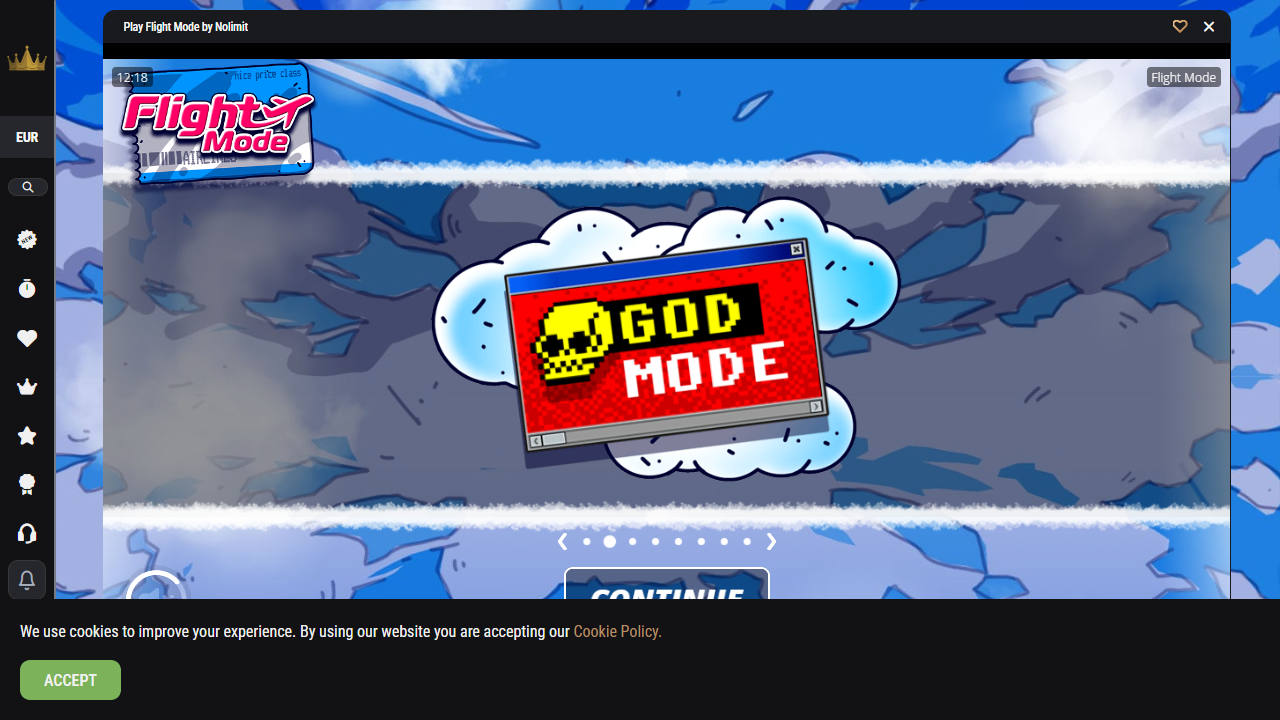 Play Flight Mode by Nolimit
12:18
nice price class
Flight
Mode
AIRLINES
Flight Mode
EUR
NEW
GOD
MODE
CONTINUE
We use cookies to improve your experience. By using our website you are accepting our Cookie Policy.
ACCEPT